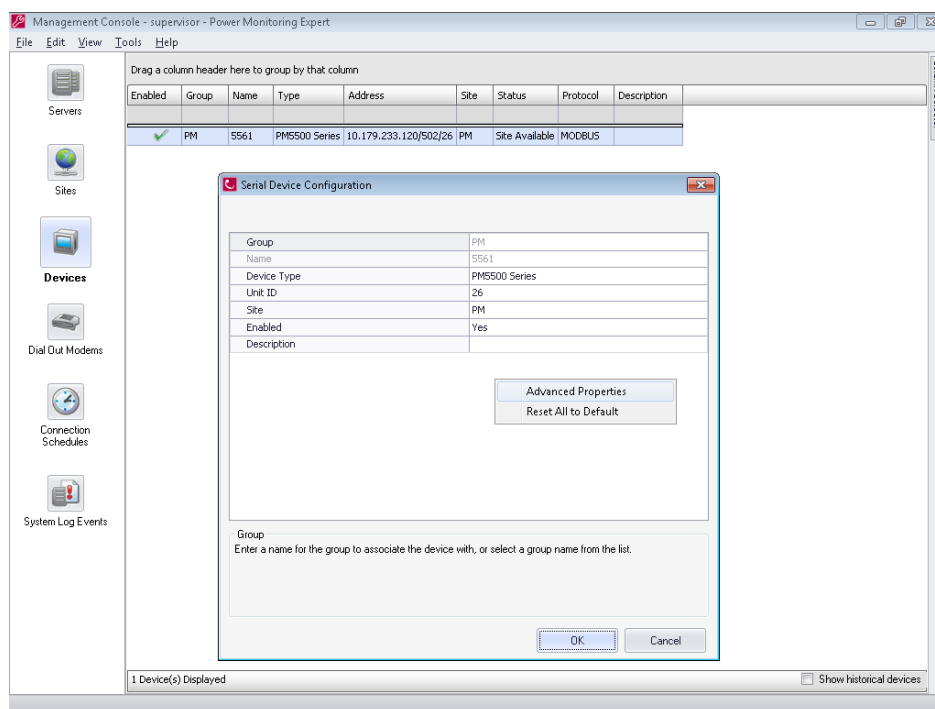 Management Console - supervisor - Power Monitoring Expert
File Edit View Tools Help
Drag a column header here to group by that column
Enabled Group Name Type Address Site Status Protocol Description
PM 5561 PM5500 Series 10.179.233.120/502/26 PM Site Available MODBUS
Servers
Sites
Devices
Dial Out Modems
Connection
Schedules
System Log Events
Serial Device Configuration
Group PM
Name 5561
Device Type PM5500 Series
Unit ID 26
Site PM
Enabled Yes
Description
Advanced Properties
Reset All to Default
Group
Enter a name for the group to associate the device with, or select a group name from the list.
OK Cancel
1 Device(s) Displayed Show historical devices